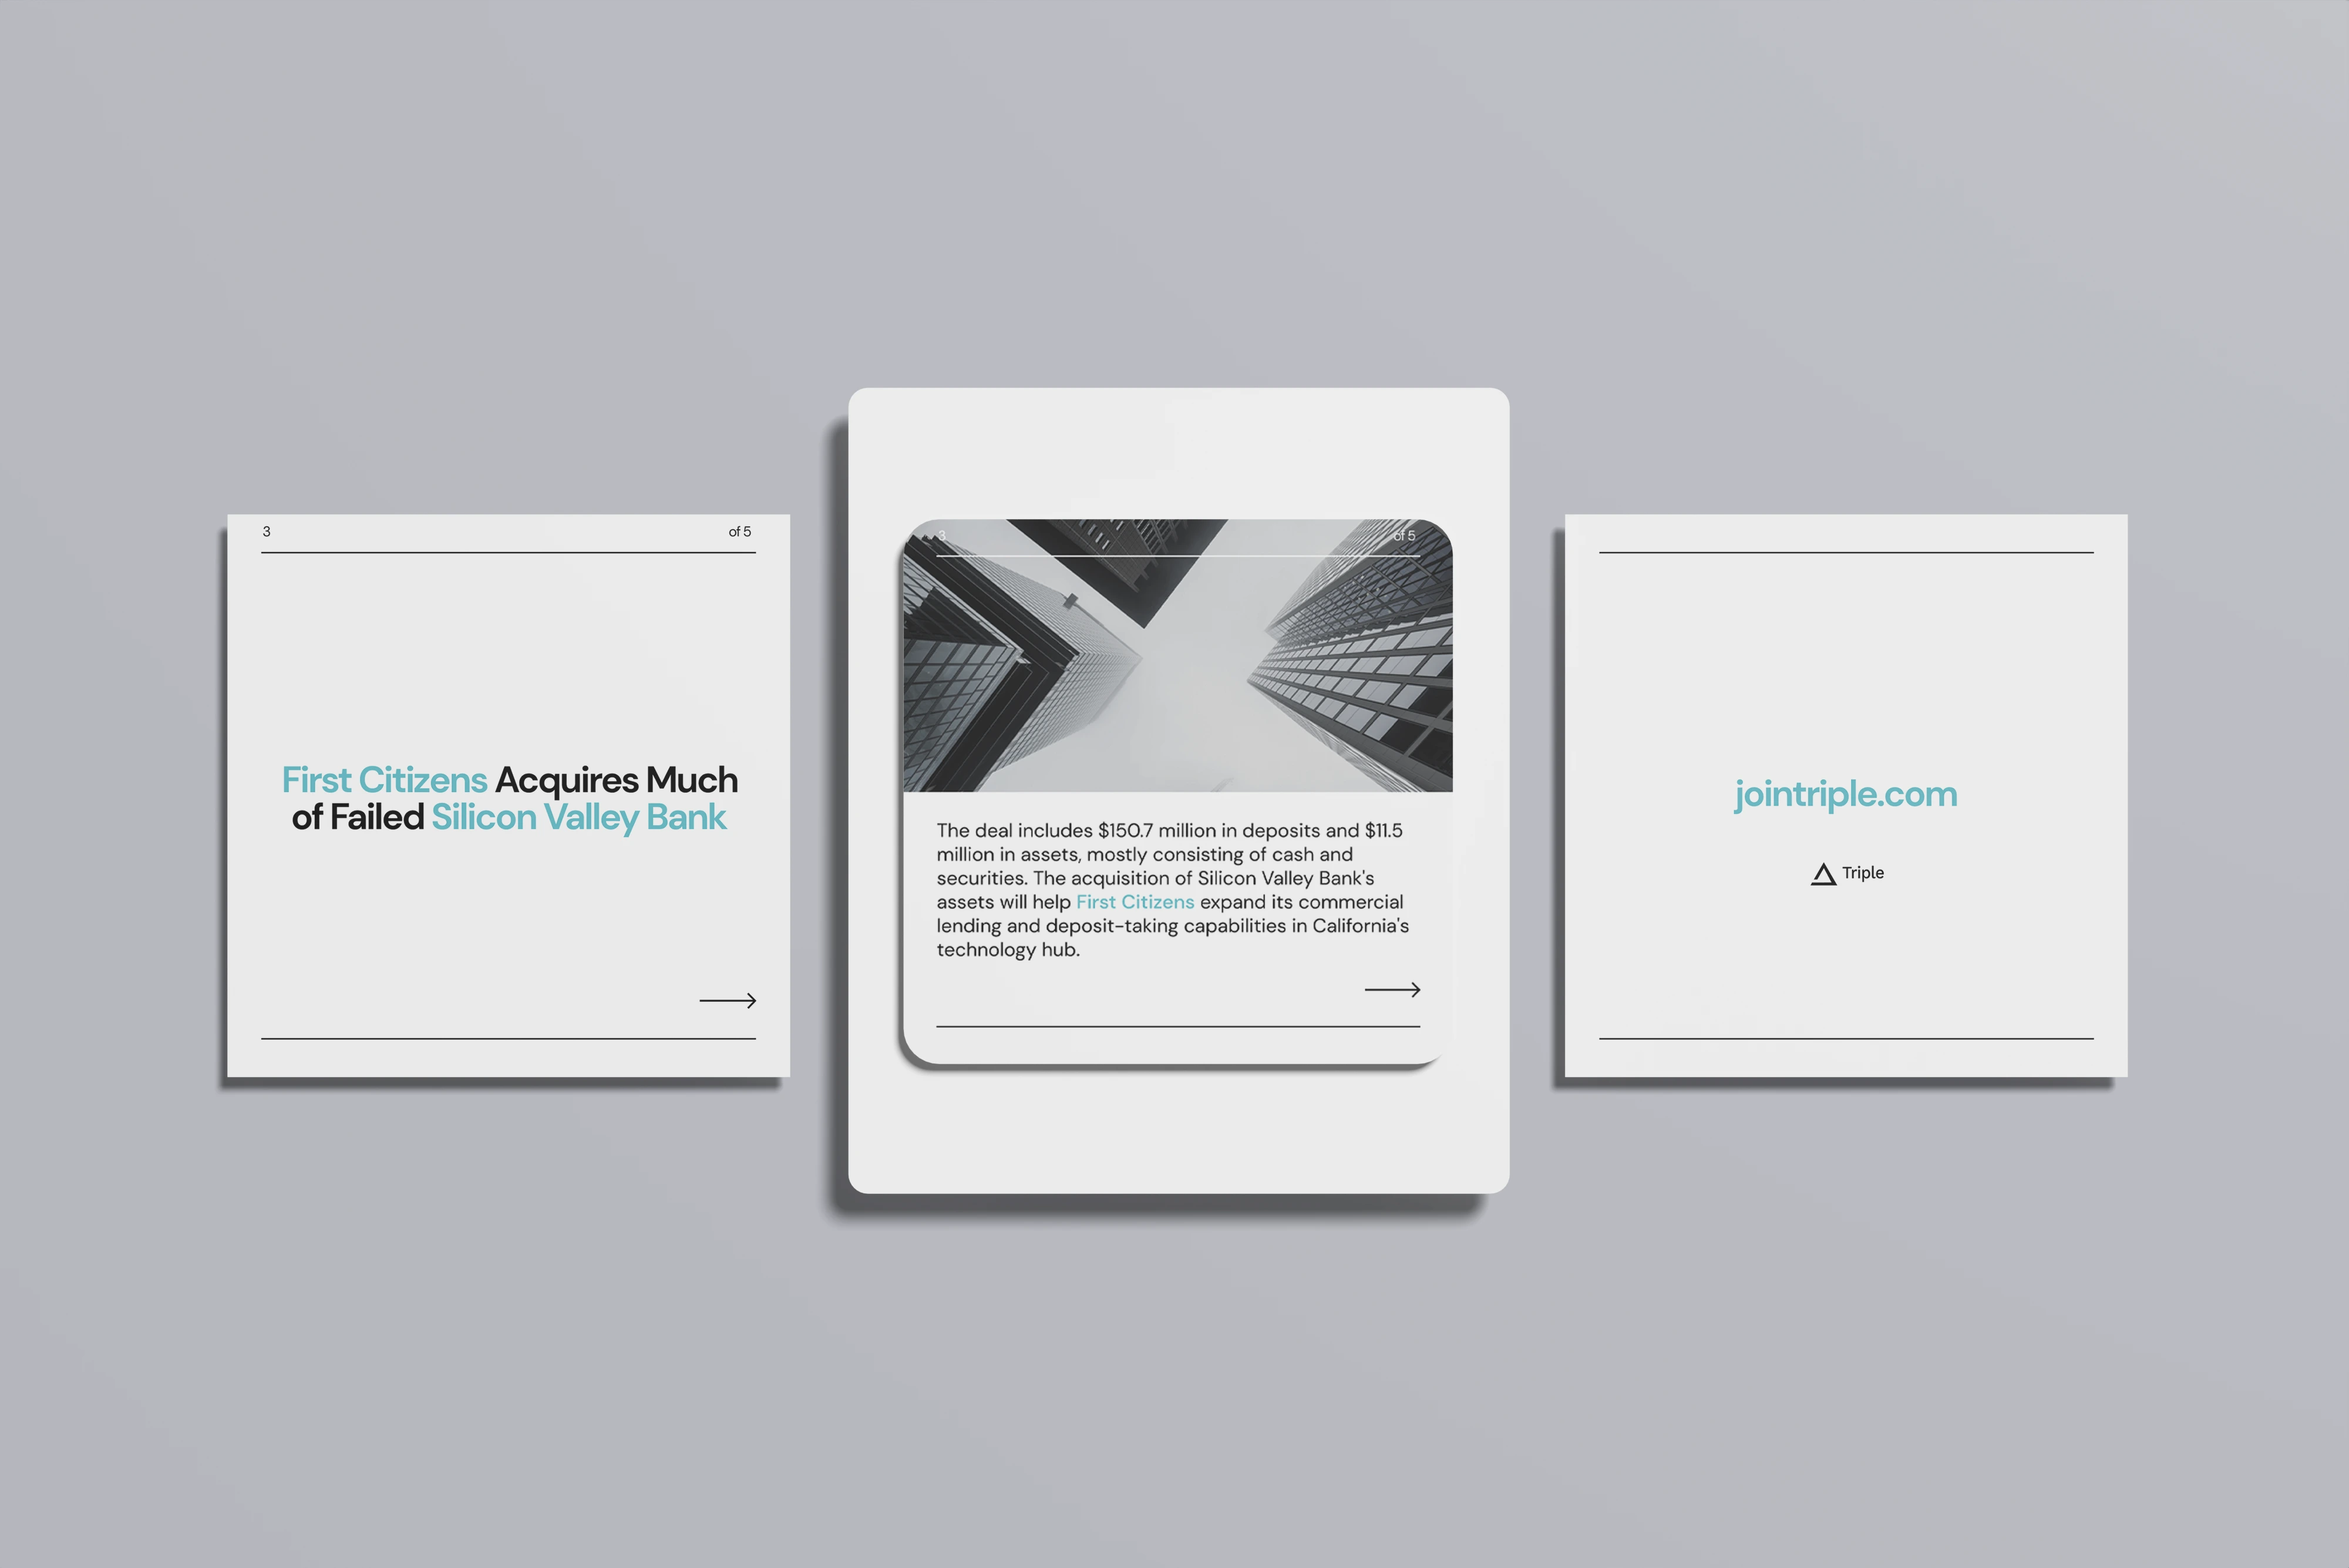 3
of 5
First Citizens Acquires Much
of Failed Silicon Valley Bank
3
of 5
The deal includes $150.7 million in deposits and $11.5
million in assets, mostly consisting of cash and
securities. The acquisition of Silicon Valley Bank's
assets will help First Citizens expand its commercial
lending and deposit-taking capabilities in California's
technology hub.
jointriple.com
Triple